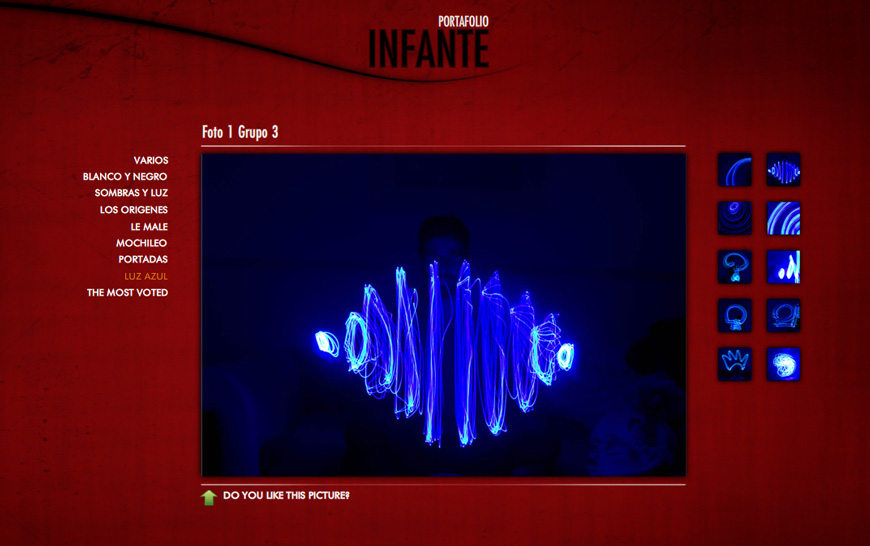 PORTAFOLIO
INFANTE
Foto 1 Grupo 3
VARIOS
BLANCO Y NEGRO
SOMBRAS Y LUZ
LOS ORIGENES
LE MALE
MOCHILEO
PORTADAS
LUZ AZUL
THE MOST VOTED
DO YOU LIKE THIS PICTURE?